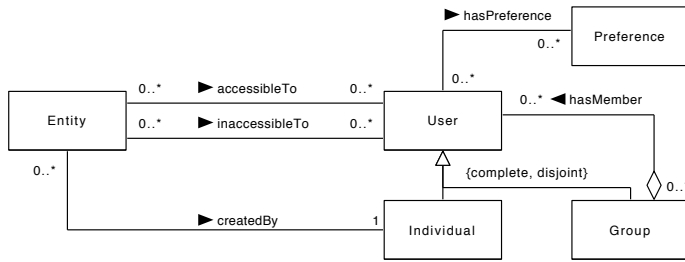 ► hasPreference
Preference
0..*
0..*
0..* ► accessibleTo 0..*
0..* ◄ hasMember
Entity
User
0..* ► inaccessibleTo 0..*
0..*
{complete, disjoint}
0..
► createdBy 1
Individual
Group